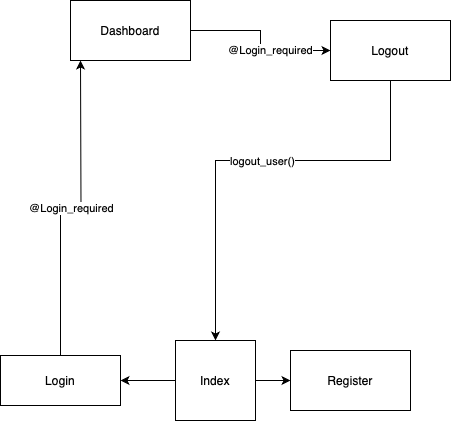 Dashboard
@Login_required
Logout
logout_user()
@Login_required
Login
Index
Register